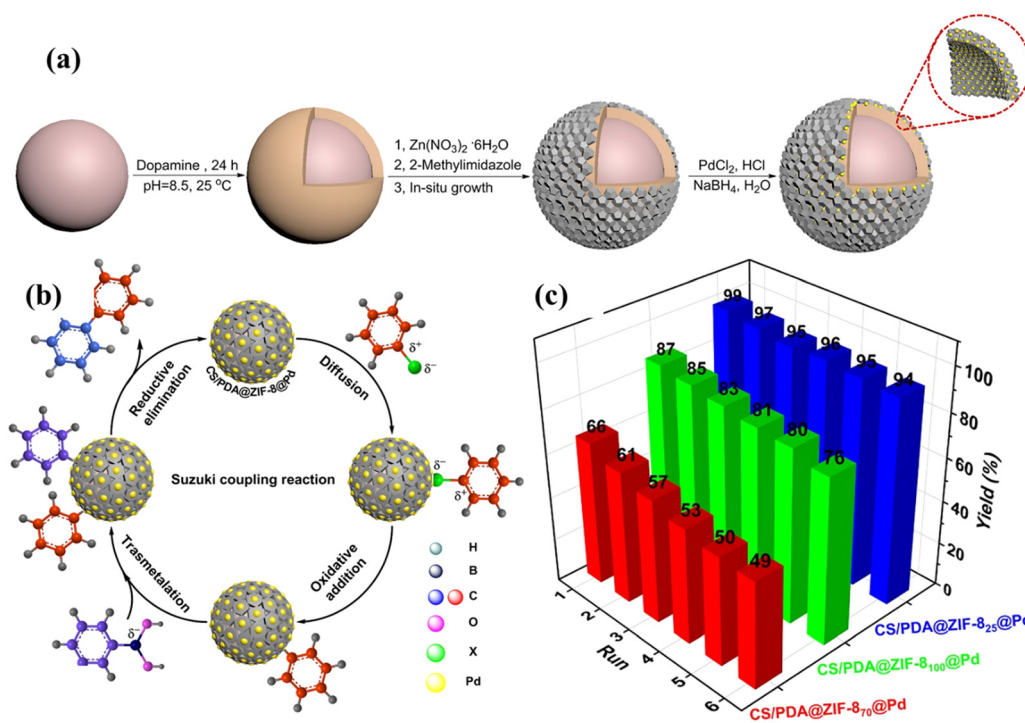 (a)
Dopamine , 24 h
pH=8.5, 25 °C
1, Zn(NO₃)₂ ·6H₂O
2, 2-Methylimidazole
3, In-situ growth
PdCl₂, HCl
NaBH₄, H₂O
(b)
CS/PDA@ZIF-8@Pd
Diffusion
δ⁺
δ⁻
Reductive
elimination
Suzuki coupling reaction
δ⁻
δ⁺
Trasmetalation
Oxidative
addition
δ⁻
H
B
C
O
X
Pd
(c)
99
97
95
96
95
94
87
85
83
81
80
76
66
61
57
53
50
49
100
80
60
40
20
0
Yield (%)
1
2
3
4
5
6
Run
CS/PDA@ZIF-8₂₅@Pd
CS/PDA@ZIF-8₁₀₀@Pd
CS/PDA@ZIF-8₇₀@Pd